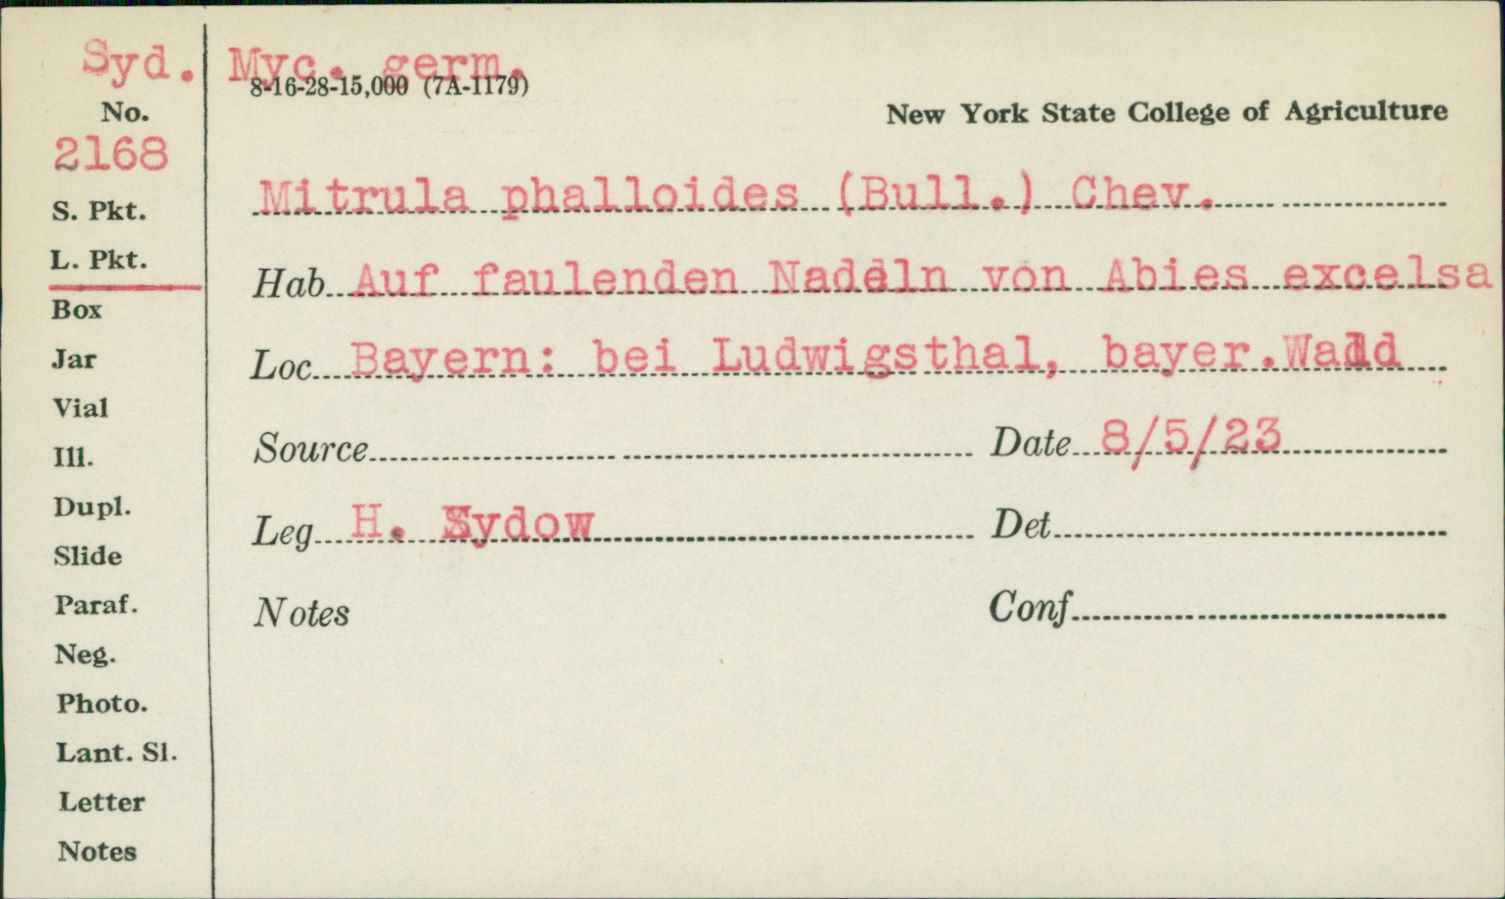 Syd. Myc. germ.
8-16-28-15,000 (7A-1179)
No.
2168
New York State College of Agriculture
Mitrula phalloides (Bull.) Chev.
S. Pkt.
L. Pkt.
Hab. Auf faulenden Nadeln von Abies excelsa
Box
Jar
Loc. Bayern: bei Ludwigsthal, bayer.Wald
Vial
Ill.
Source Date 8/5/23
Dupl.
Leg. H. Sydow Det.
Slide
Paraf.
Notes Conf.
Neg.
Photo.
Lant. Sl.
Letter
Notes